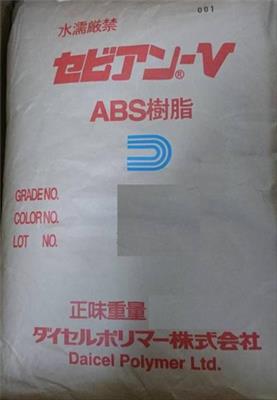 001
水濡厳禁
セビアン®-V
ABS樹脂
GRADE NO.
COLOR NO.
LOT NO.
正味重量
ダイセルポリマー株式会社
Daicel Polymer Ltd.